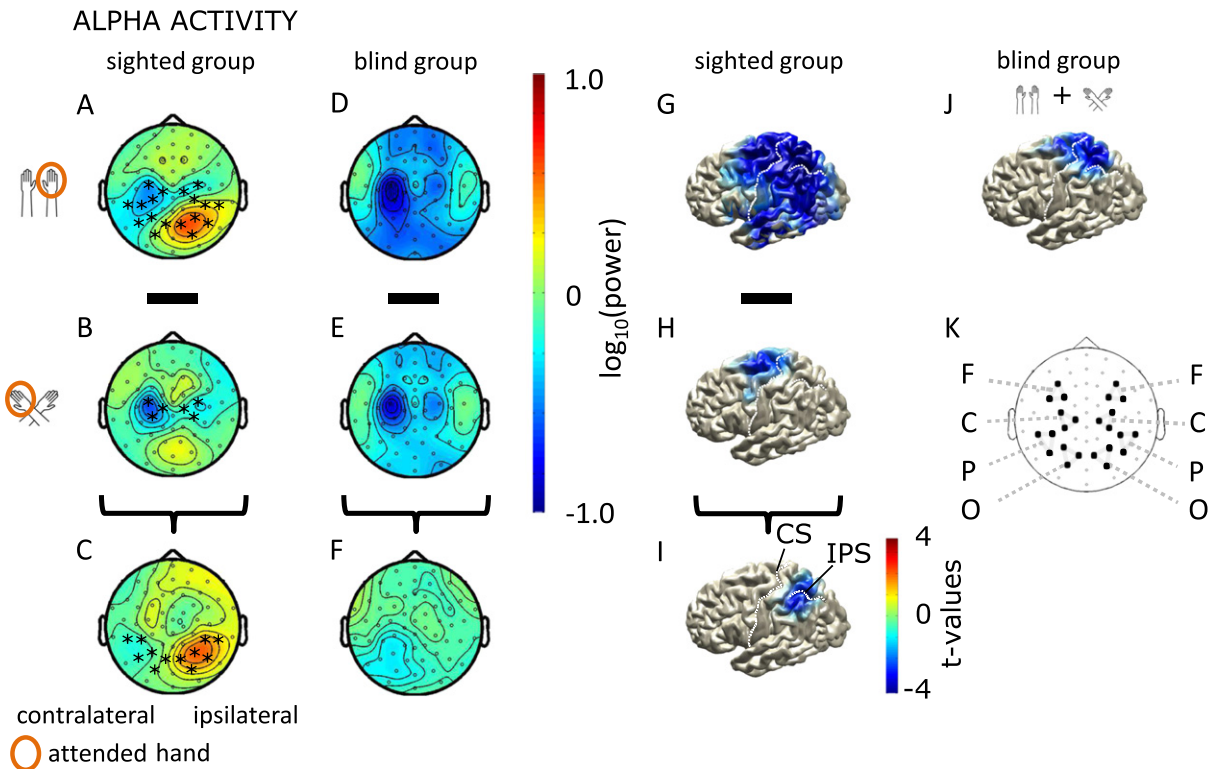 ALPHA ACTIVITY
sighted group
blind group
sighted group
blind group
+
A
D
1.0
G
J
0
log10(power)
B
E
H
K
F
F
C
C
P
P
O
O
-1.0
C
F
I
CS
IPS
4
0
-4
t-values
contralateral
ipsilateral
attended hand